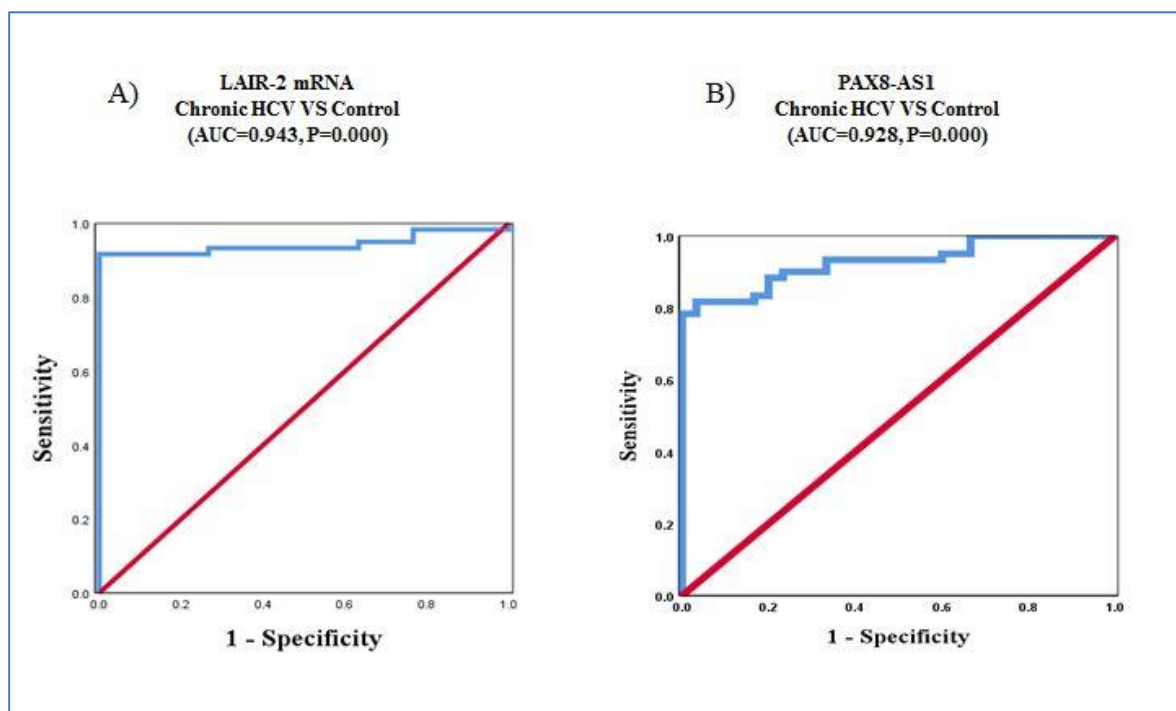 A)
LAIR-2 mRNA
Chronic HCV VS Control
(AUC=0.943, P=0.000)
1.0
0.8
0.6
0.4
0.2
0.0
Sensitivity
0.0 0.2 0.4 0.6 0.8 1.0
1 - Specificity
B)
PAX8-AS1
Chronic HCV VS Control
(AUC=0.928, P=0.000)
1.0
0.8
0.6
0.4
0.2
0.0
Sensitivity
0.0 0.2 0.4 0.6 0.8 1.0
1 - Specificity